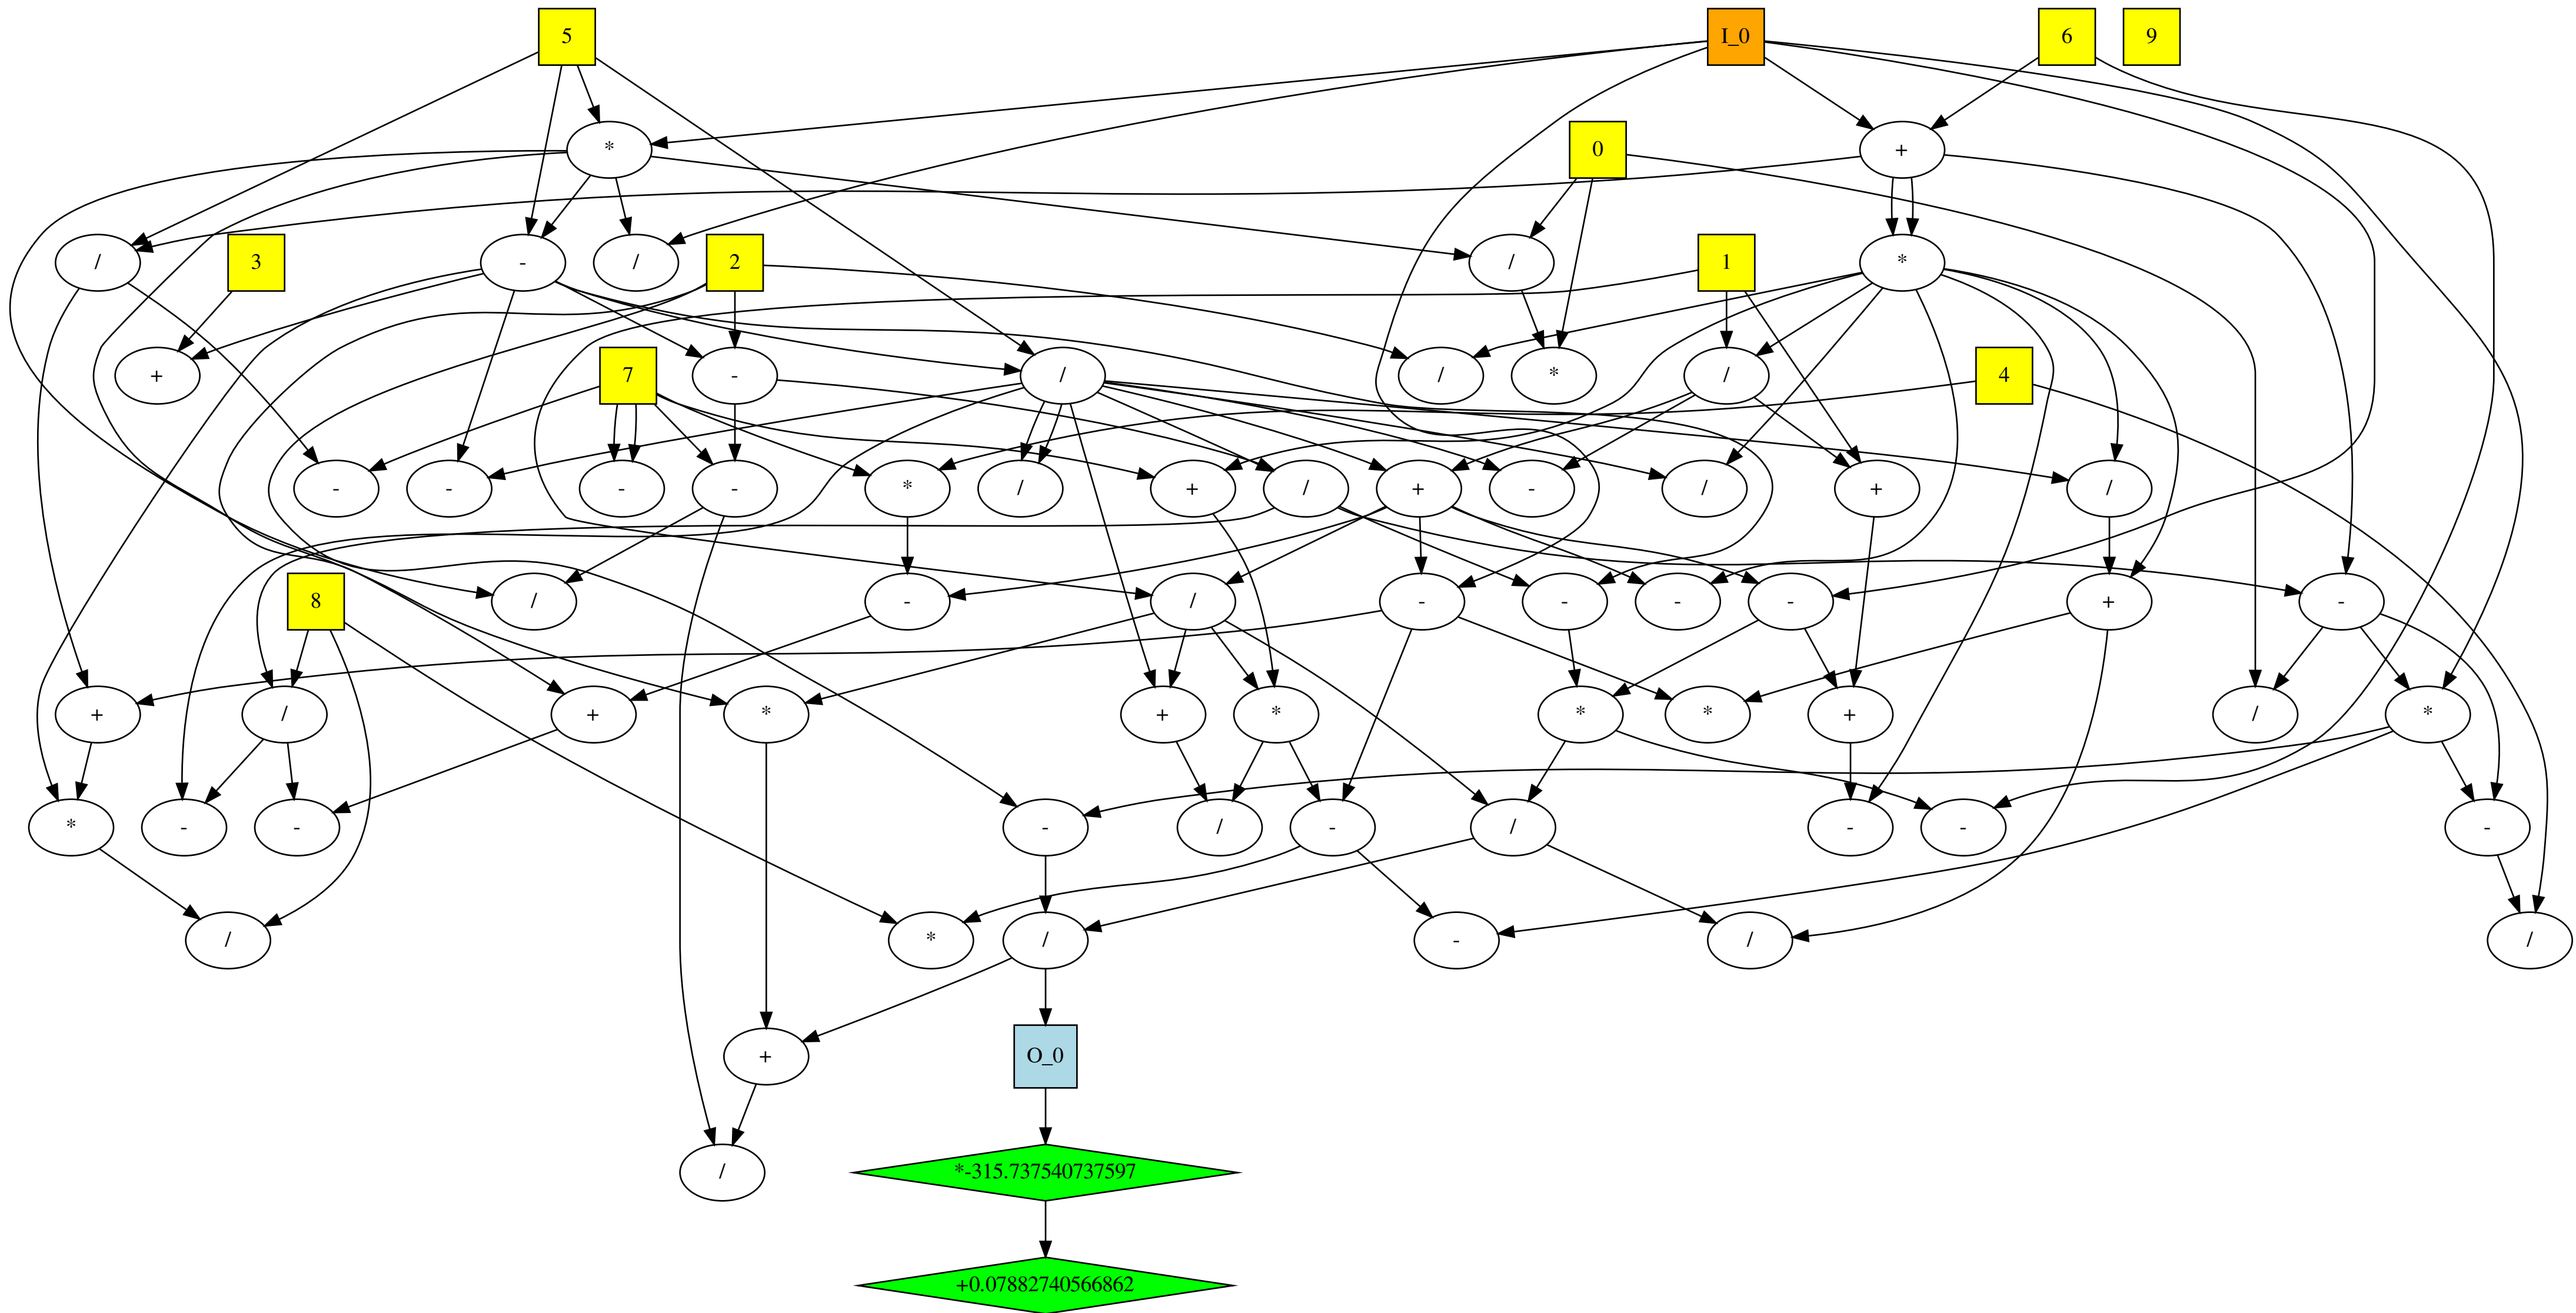 5 I_0 6 9
* 0 +
/ 3 - / 2 / 1 *
+ 7 - / / * / 4
- - - - * / + / + - / + /
8 / - / - - - - + -
+ / + * + * * * + / *
* - - - / - / - - -
/ * / - / /
+ O_0
/ *-315.737540737597
+0.07882740566862